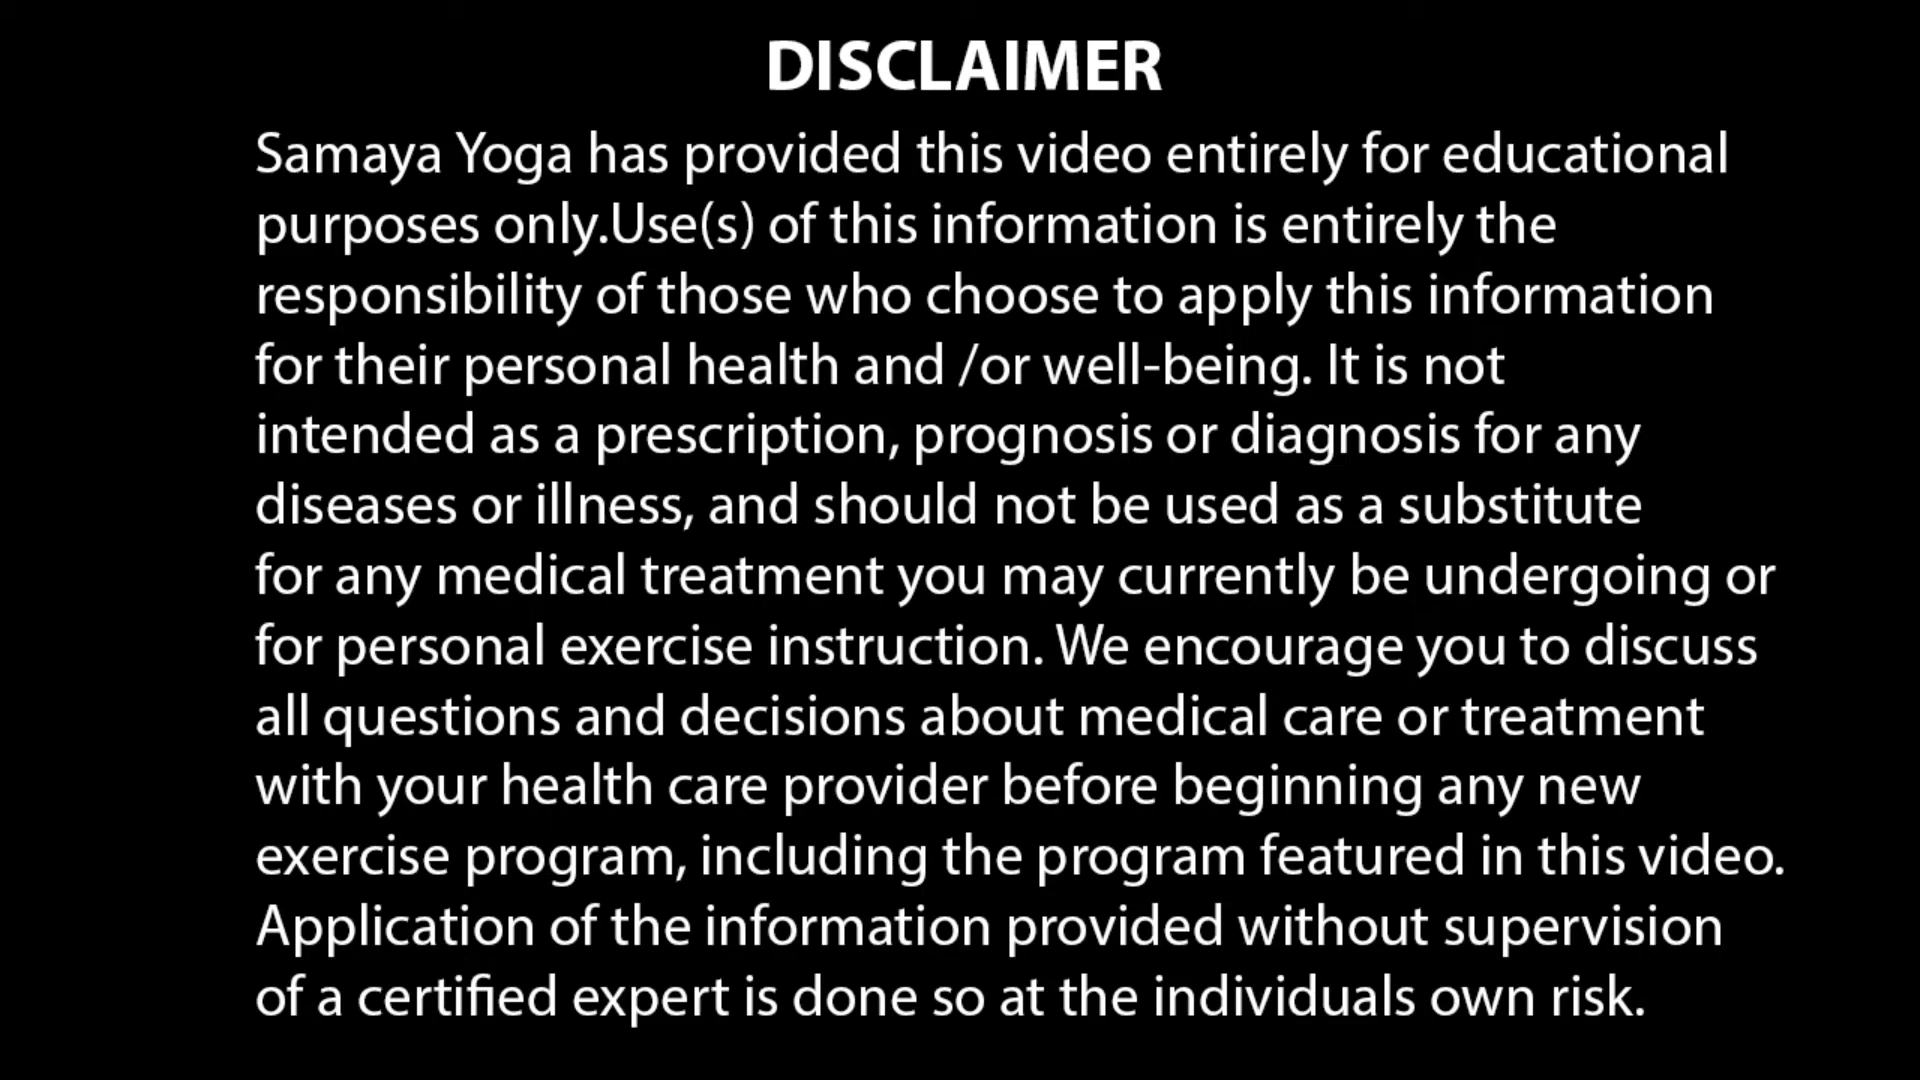 DISCLAIMER
Samaya Yoga has provided this video entirely for educational
purposes only.Use(s) of this information is entirely the
responsibility of those who choose to apply this information
for their personal health and /or well-being. It is not
intended as a prescription, prognosis or diagnosis for any
diseases or illness, and should not be used as a substitute
for any medical treatment you may currently be undergoing or
for personal exercise instruction. We encourage you to discuss
all questions and decisions about medical care or treatment
with your health care provider before beginning any new
exercise program, including the program featured in this video.
Application of the information provided without supervision
of a certified expert is done so at the individuals own risk.